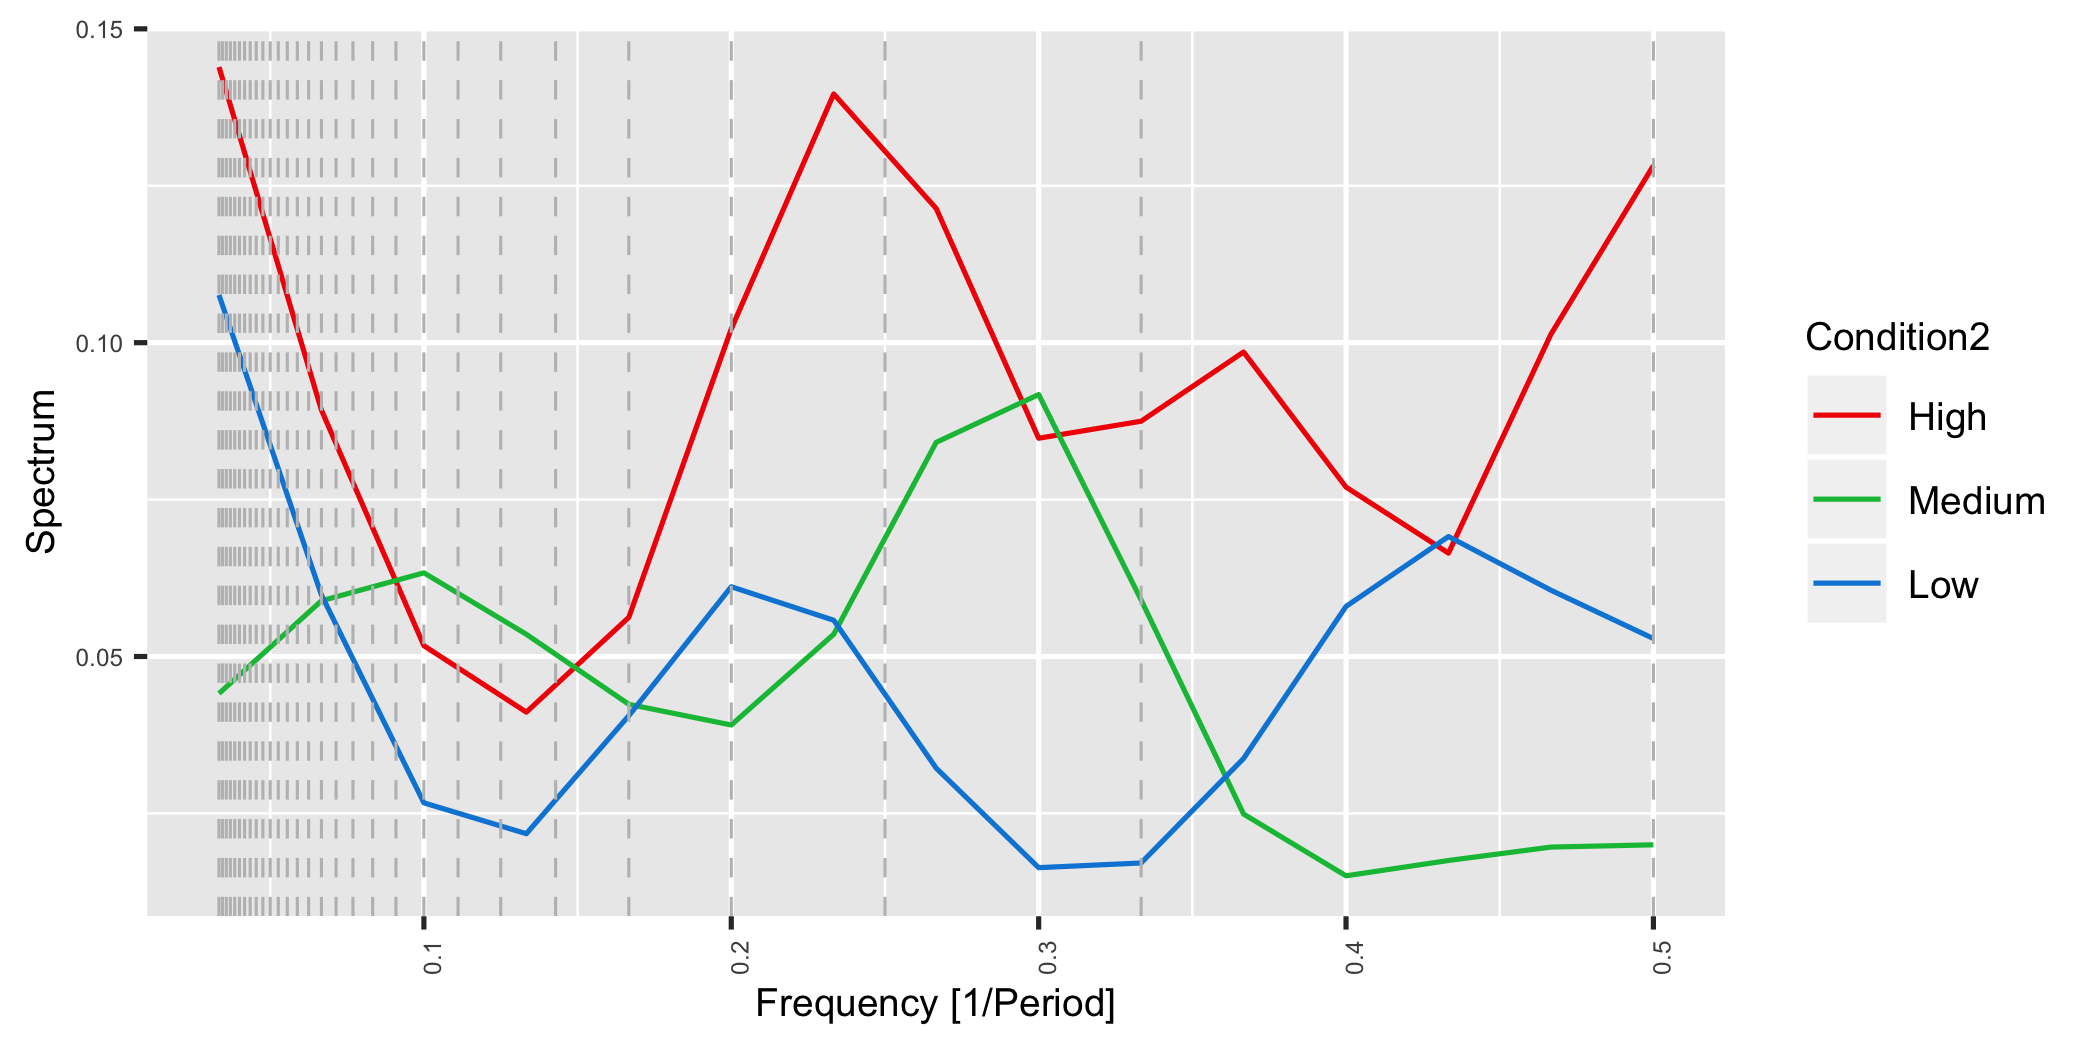 0.15
0.10
0.05
Spectrum
0.1
0.2
0.3
0.4
0.5
Frequency [1/Period]
Condition2
High
Medium
Low